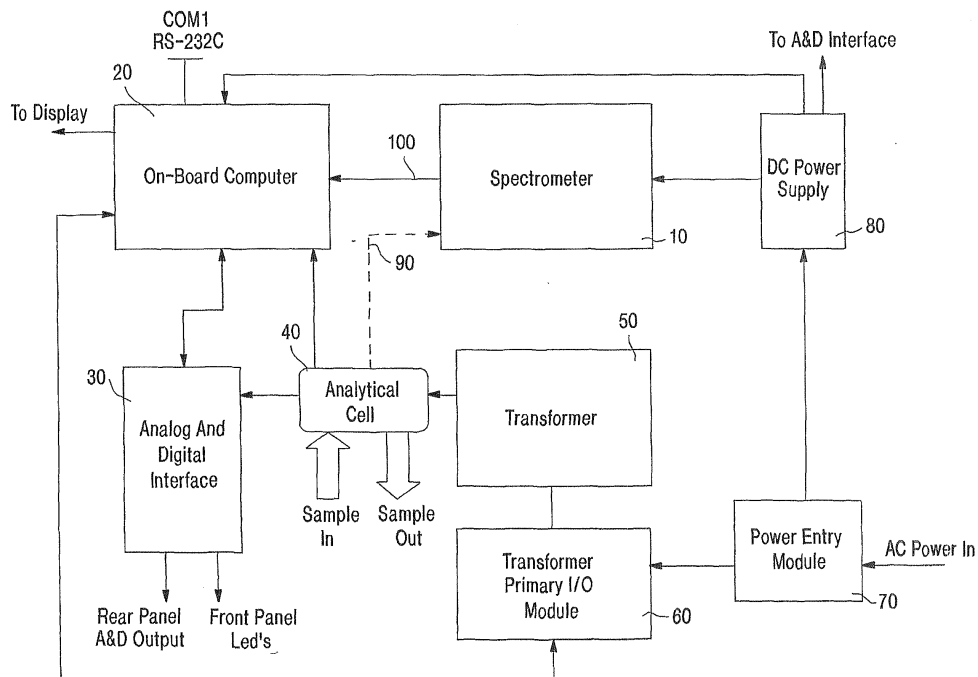 COM1
RS-232C
To A&D Interface
20
To Display
On-Board Computer
100
Spectrometer
10
DC Power
Supply
80
90
40
Analytical
Cell
50
Transformer
30
Analog And
Digital
Interface
Sample
In
Sample
Out
Transformer
Primary I/O
Module
60
Power Entry
Module
70
AC Power In
Rear Panel
A&D Output
Front Panel
Led's